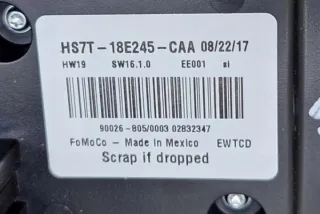 HS7T-18E245-CAA 08/22/17
HW19 SW16.1.0 EE001 si
90026-805/0003 02832347
FoMoCo - Made in Mexico EWTCD
Scrap if dropped